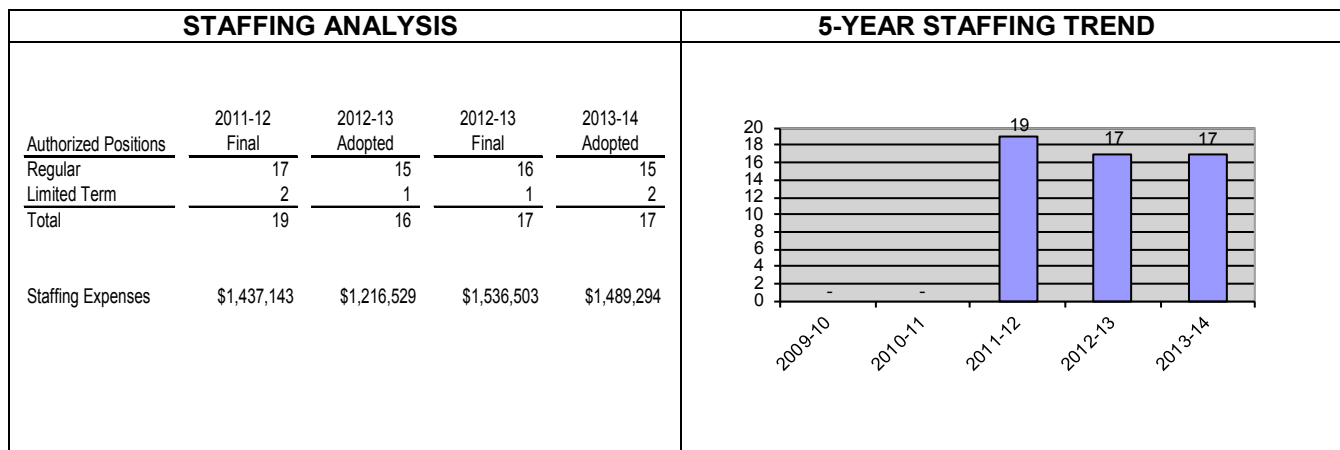 STAFFING ANALYSIS
5-YEAR STAFFING TREND
2011-12 2012-13 2012-13 2013-14
Authorized Positions Final Adopted Final Adopted
Regular 17 15 16 15
Limited Term 2 1 1 2
Total 19 16 17 17
Staffing Expenses $1,437,143 $1,216,529 $1,536,503 $1,489,294
20
18
16
14
12
10
8
6
4
2
0
- - 19 17 17
2009-10 2010-11 2011-12 2012-13 2013-14